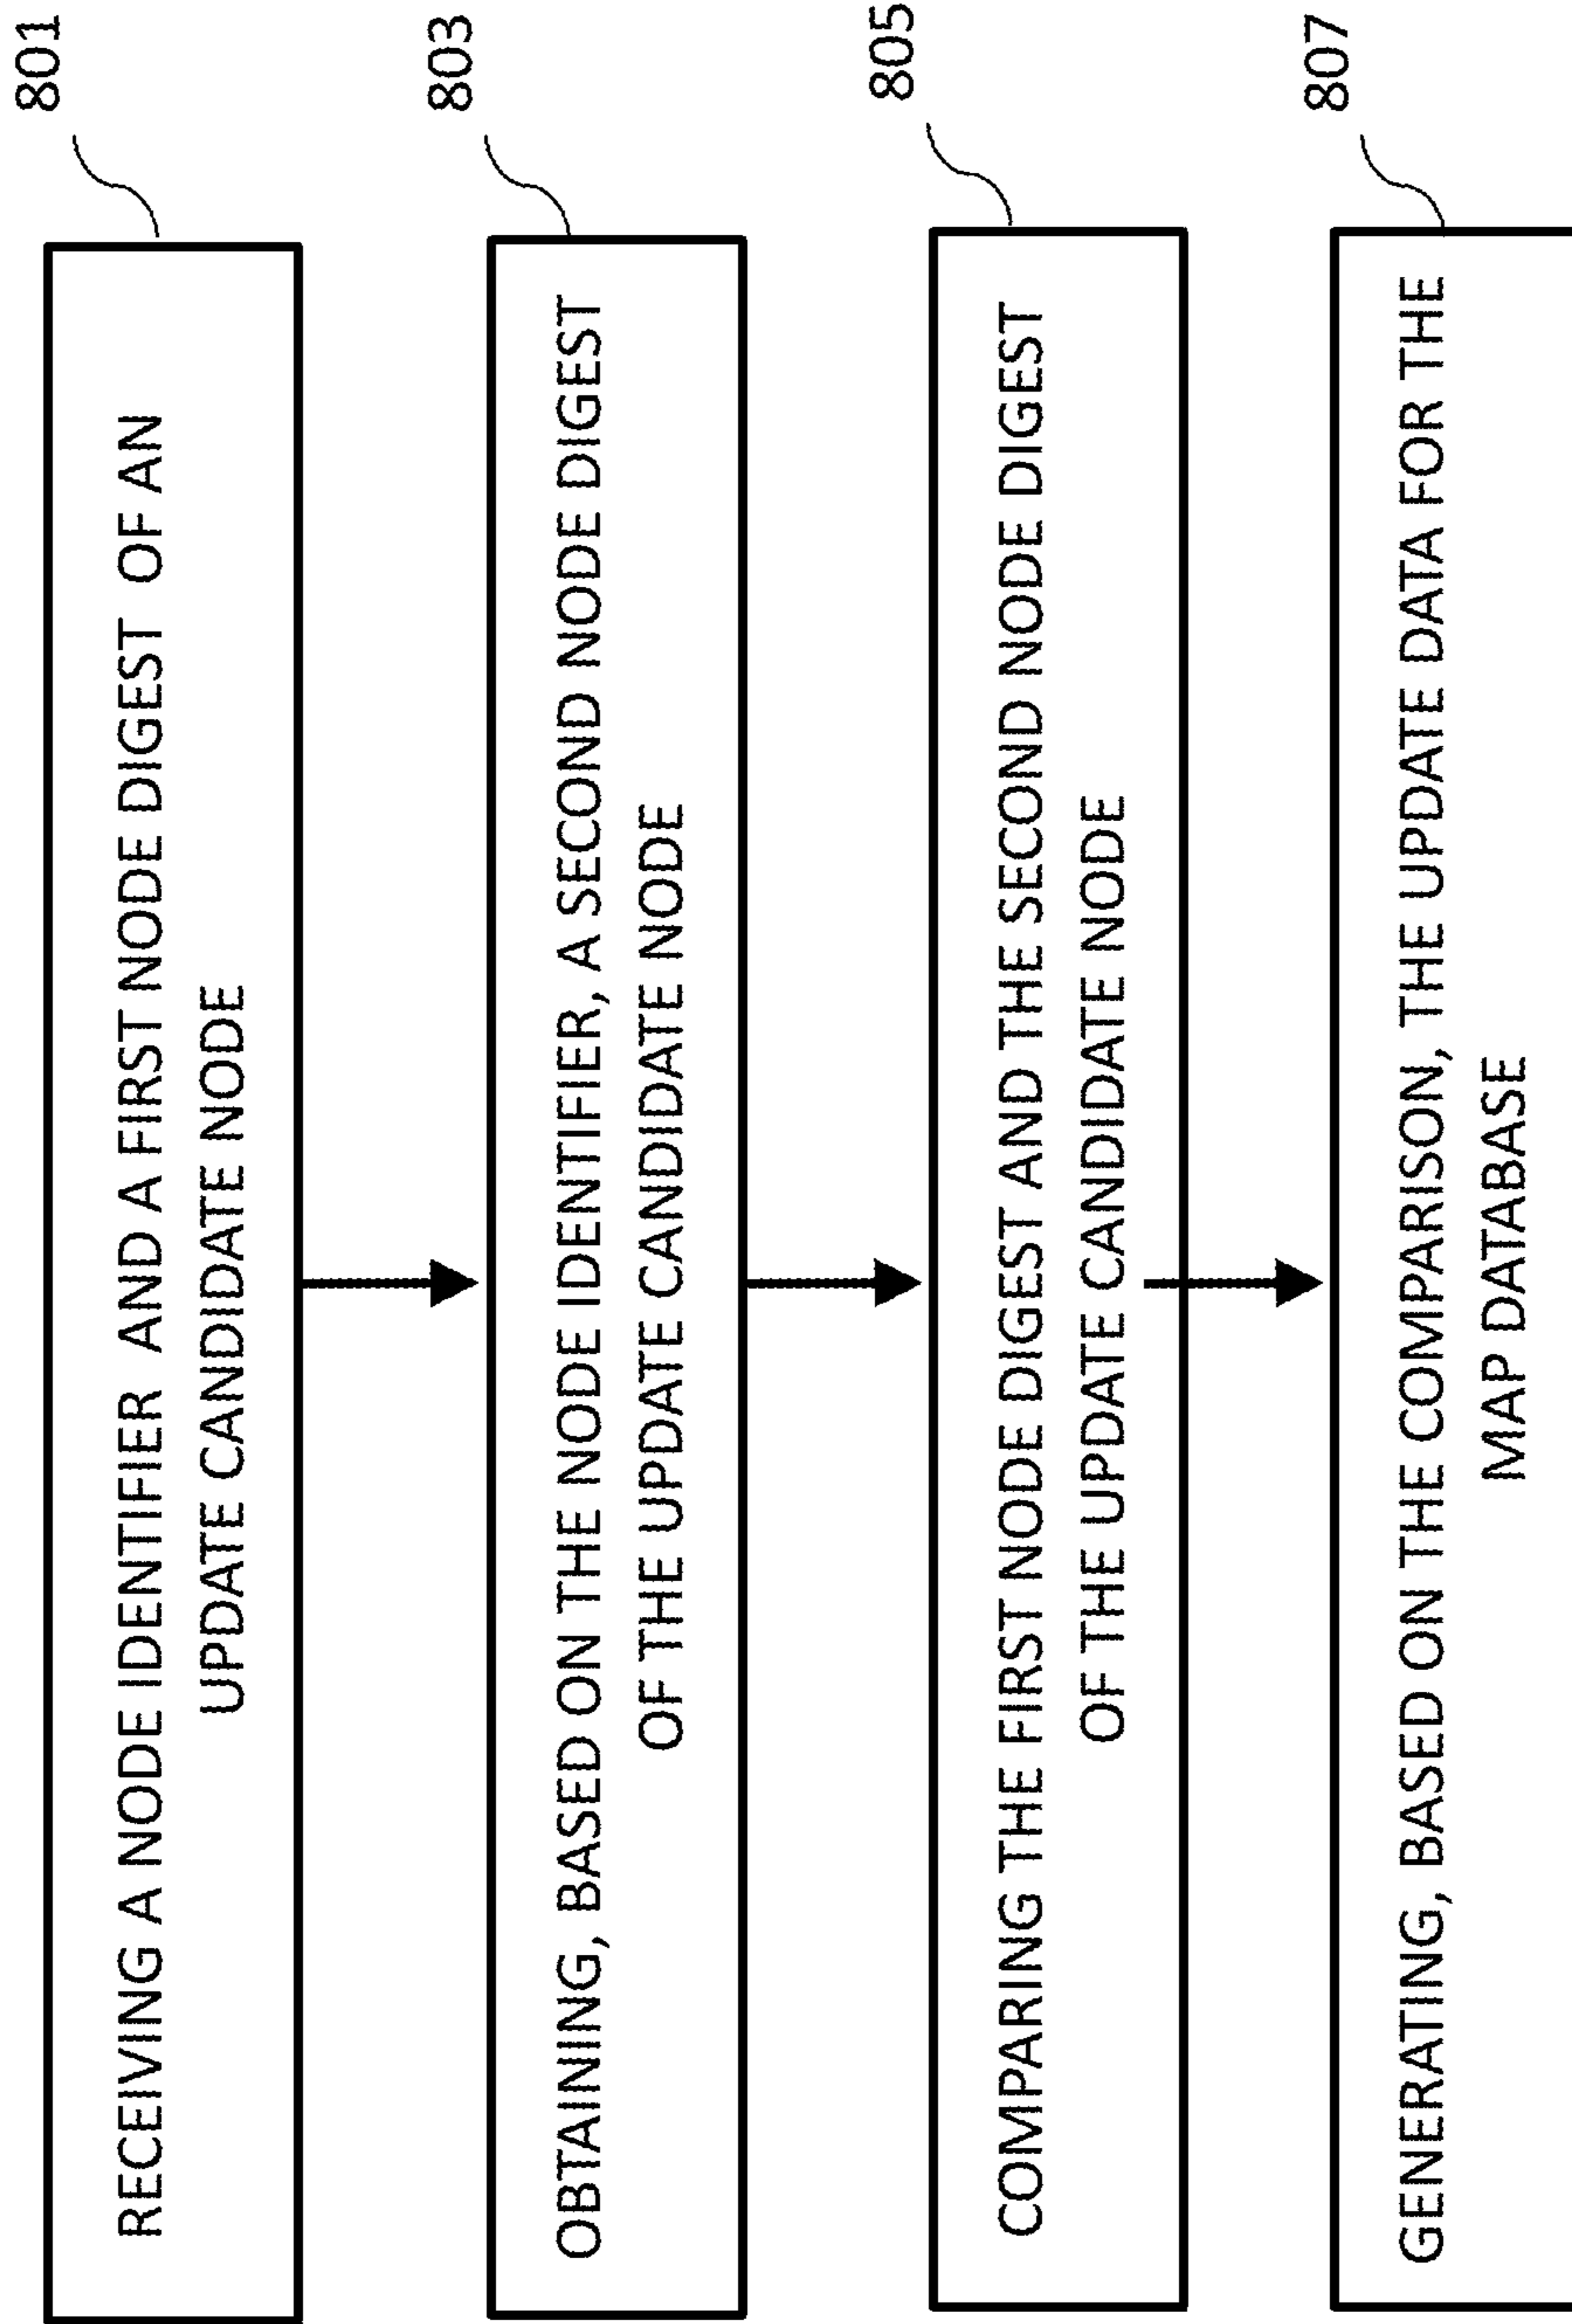 801
RECEIVING A NODE IDENTIFIER AND A FIRST NODE DIGEST OF AN
UPDATE CANDIDATE NODE
803
OBTAINING, BASED ON THE NODE IDENTIFIER, A SECOND NODE DIGEST
OF THE UPDATE CANDIDATE NODE
805
COMPARING THE FIRST NODE DIGEST AND THE SECOND NODE DIGEST
OF THE UPDATE CANDIDATE NODE
807
GENERATING, BASED ON THE COMPARISON, THE UPDATE DATA FOR THE
MAP DATABASE